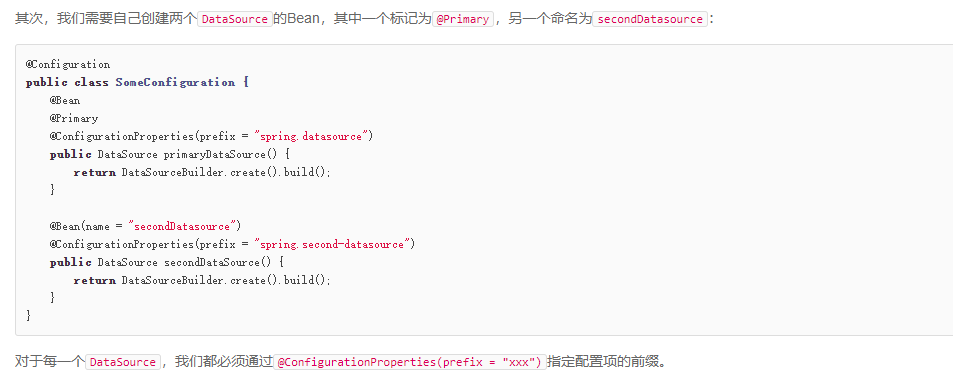 其次，我们需要自己创建两个DataSource的Bean，其中一个标记为@Primary，另一个命名为secondDatasource：
@Configuration
public class SomeConfiguration {
    @Bean
    @Primary
    @ConfigurationProperties(prefix = "spring.datasource")
    public DataSource primaryDataSource() {
        return DataSourceBuilder.create().build();
    }

    @Bean(name = "secondDatasource")
    @ConfigurationProperties(prefix = "spring.second-datasource")
    public DataSource secondDataSource() {
        return DataSourceBuilder.create().build();
    }
}
对于每一个DataSource，我们都必须通过@ConfigurationProperties(prefix = "xxx")指定配置项的前缀。